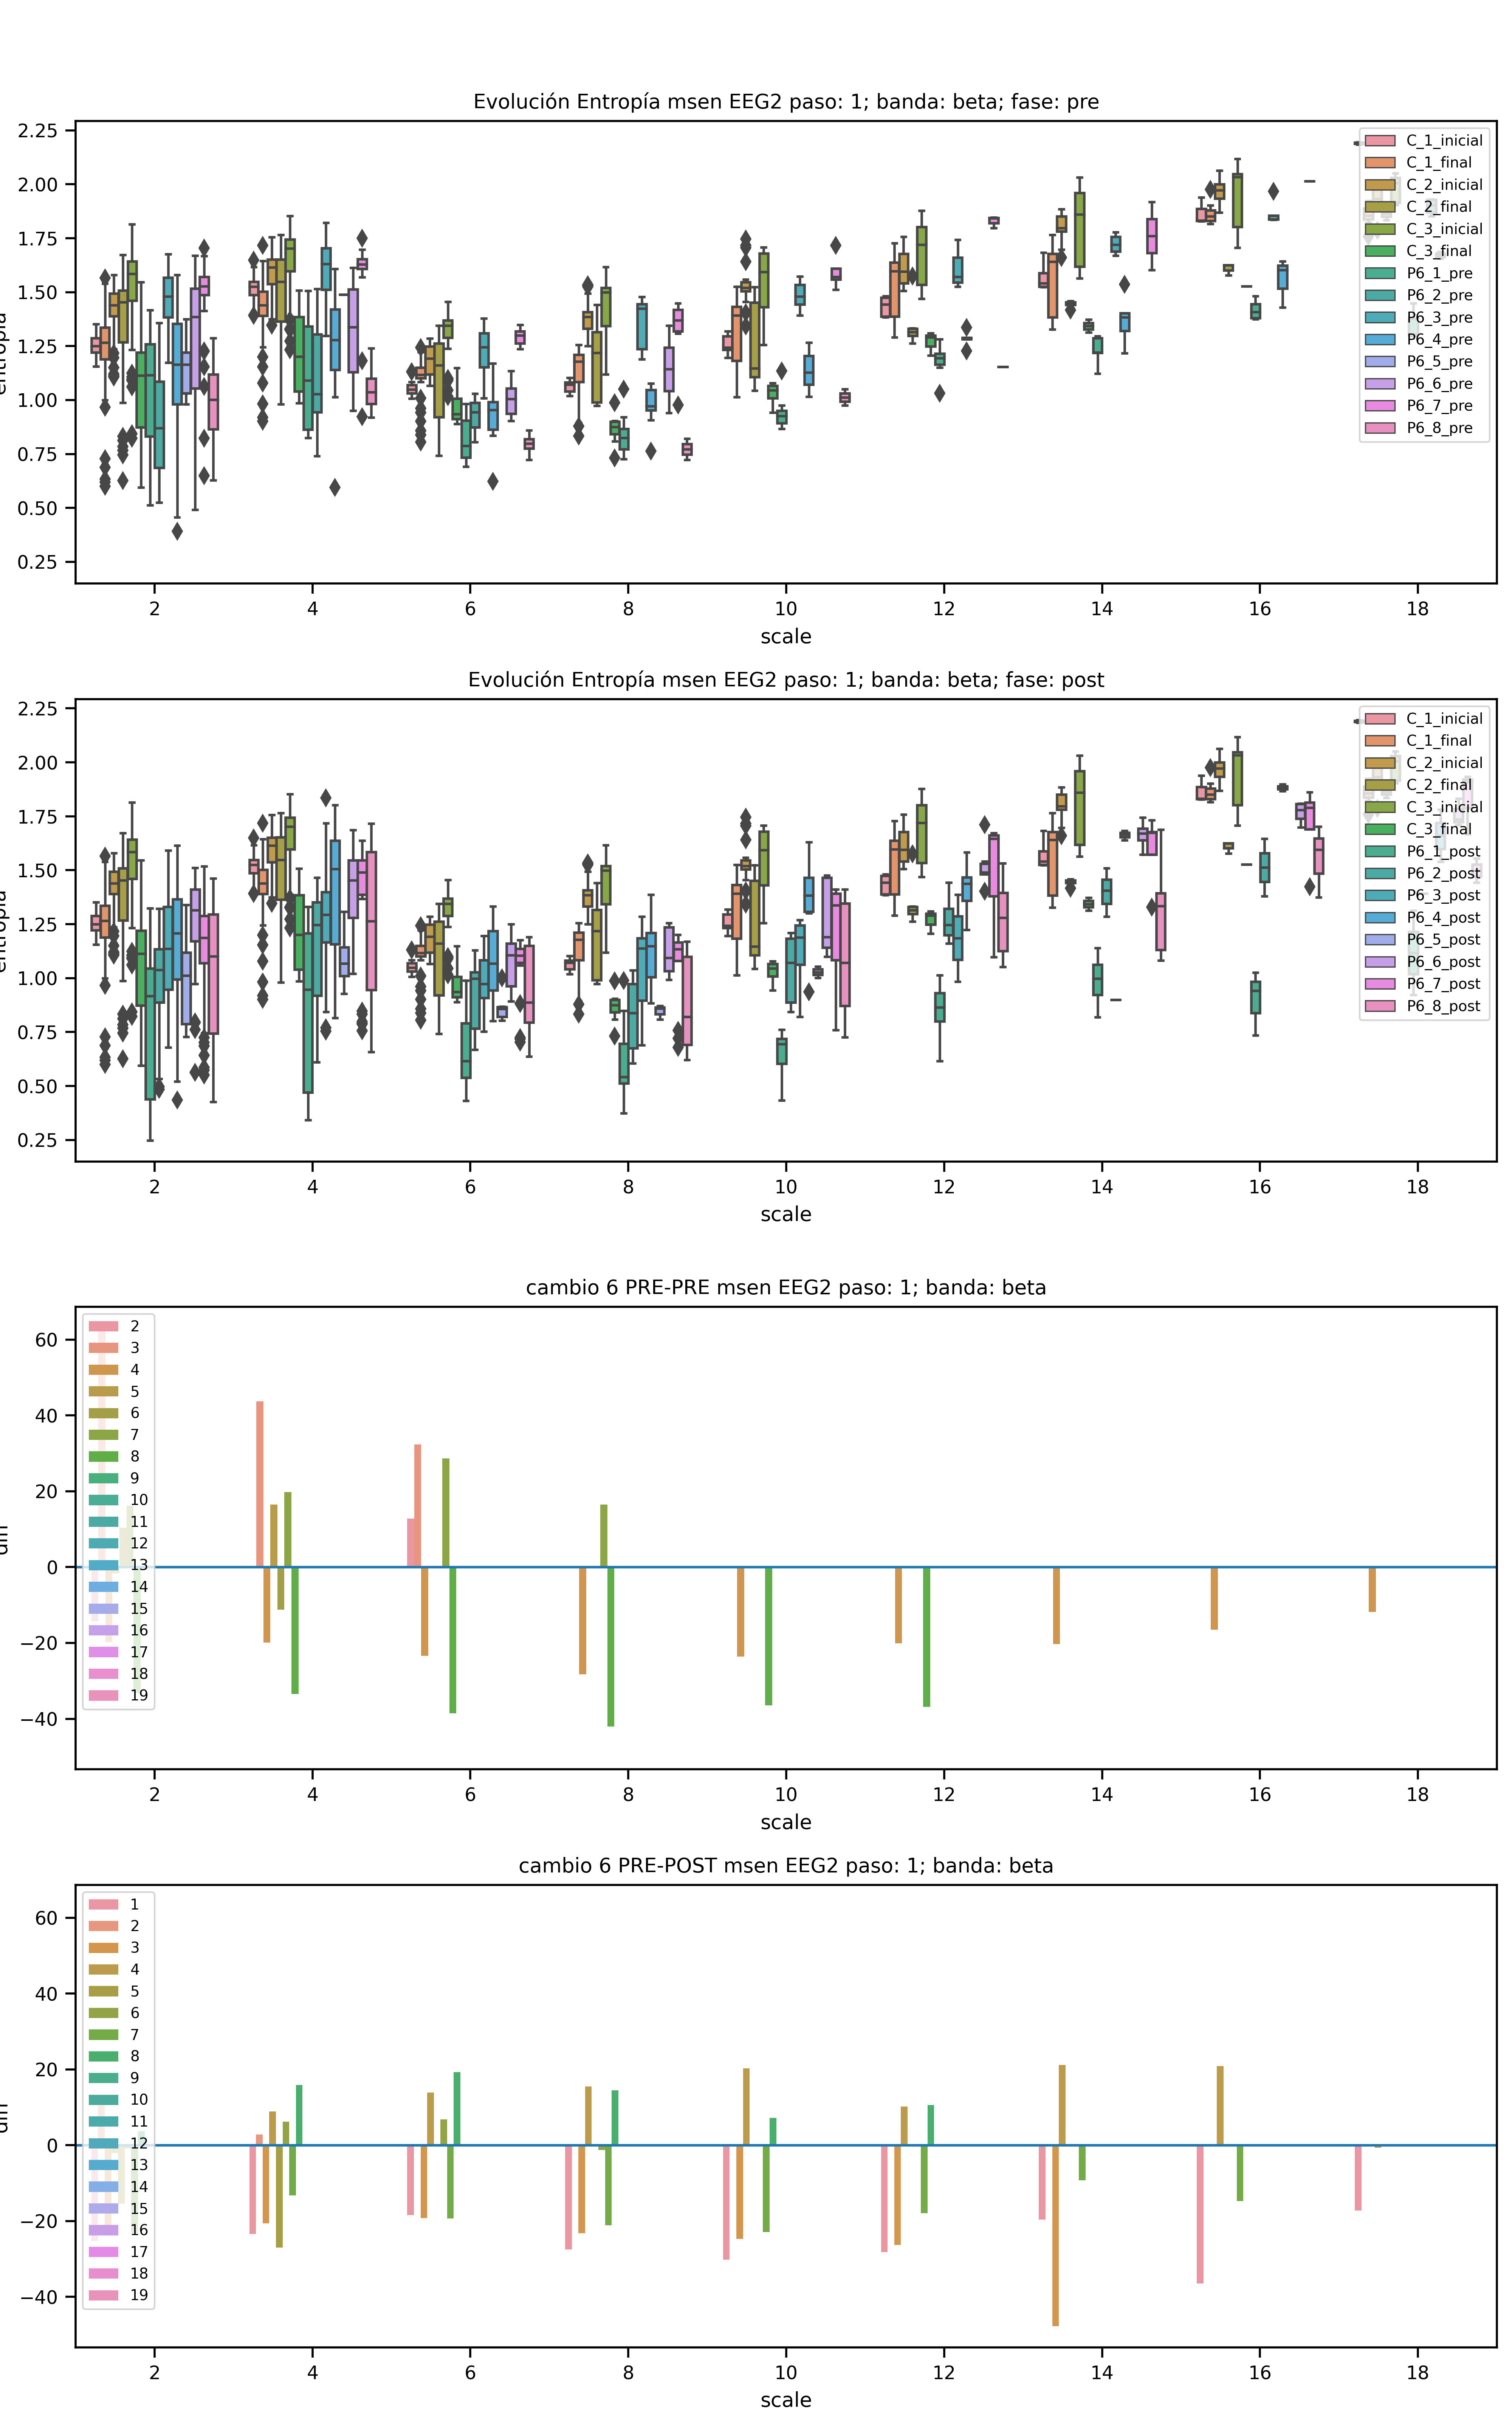 Evolución Entropía msen EEG2 paso: 1; banda: beta; fase: pre
2.25
2.00
1.75
1.50
1.25
1.00
0.75
0.50
0.25
C_1_inicial
C_1_final
C_2_inicial
C_2_final
C_3_inicial
C_3_final
P6_1_pre
P6_2_pre
P6_3_pre
P6_4_pre
P6_5_pre
P6_6_pre
P6_7_pre
P6_8_pre
2 4 6 8 10 12 14 16 18
scale
Evolución Entropía msen EEG2 paso: 1; banda: beta; fase: post
2.25
2.00
1.75
1.50
1.25
1.00
0.75
0.50
0.25
C_1_inicial
C_1_final
C_2_inicial
C_2_final
C_3_inicial
C_3_final
P6_1_post
P6_2_post
P6_3_post
P6_4_post
P6_5_post
P6_6_post
P6_7_post
P6_8_post
2 4 6 8 10 12 14 16 18
scale
cambio 6 PRE-PRE msen EEG2 paso: 1; banda: beta
60
40
20
0
−20
−40
2
3
4
5
6
7
8
9
10
11
12
13
14
15
16
17
18
19
2 4 6 8 10 12 14 16 18
scale
cambio 6 PRE-POST msen EEG2 paso: 1; banda: beta
60
40
20
0
−20
−40
1
2
3
4
5
6
7
8
9
10
11
12
13
14
15
16
17
18
19
2 4 6 8 10 12 14 16 18
scale